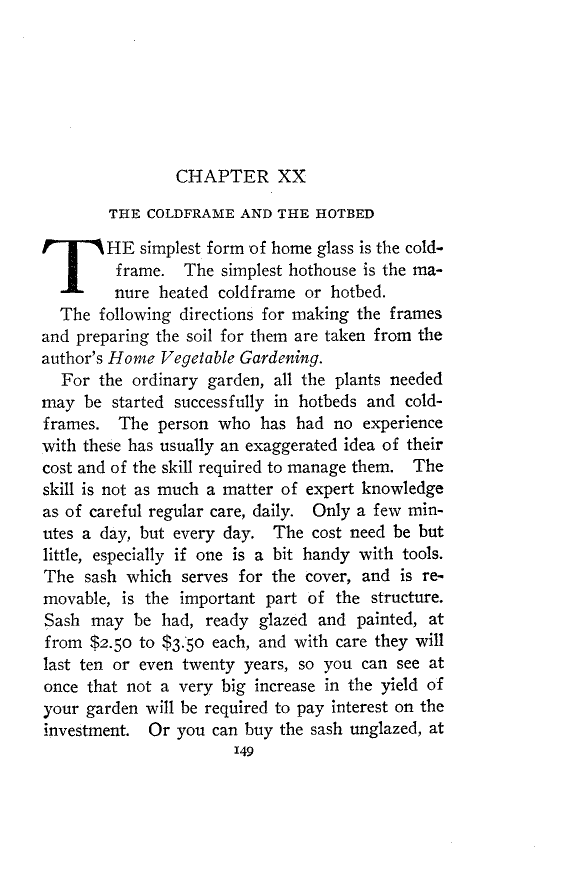 CHAPTER XX
THE COLDFRAME AND THE HOTBED
THE simplest form of home glass is the cold-
frame. The simplest hothouse is the ma-
nure heated coldframe or hotbed.
The following directions for making the frames
and preparing the soil for them are taken from the
author's Home Vegetable Gardening.
For the ordinary garden, all the plants needed
may be started successfully in hotbeds and cold-
frames. The person who has had no experience
with these has usually an exaggerated idea of their
cost and of the skill required to manage them. The
skill is not as much a matter of expert knowledge
as of careful regular care, daily. Only a few min-
utes a day, but every day. The cost need be but
little, especially if one is a bit handy with tools.
The sash which serves for the cover, and is re-
movable, is the important part of the structure.
Sash may be had, ready glazed and painted, at
from $2.50 to $3.50 each, and with care they will
last ten or even twenty years, so you can see at
once that not a very big increase in the yield of
your garden will be required to pay interest on the
investment. Or you can buy the sash unglazed, at
149